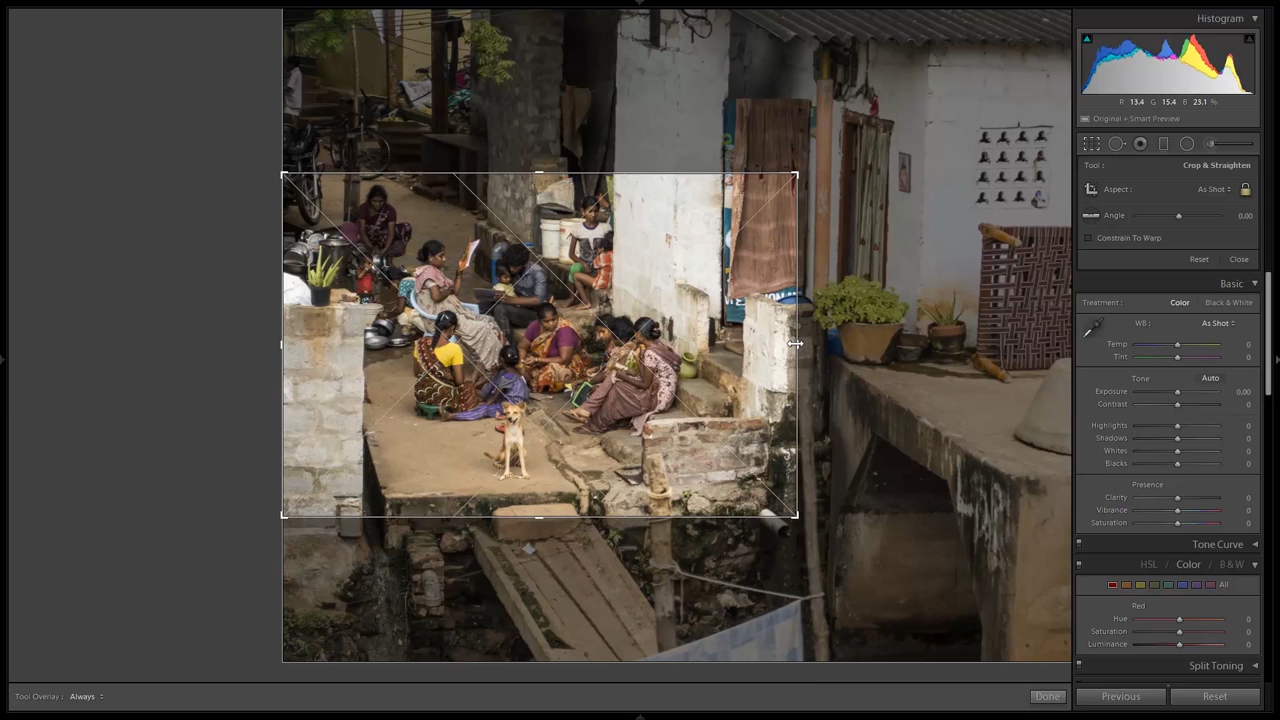 Histogram
R 13.4 G 15.4 B 23.1 %
Original + Smart Preview
Tool : Crop & Straighten
Aspect : As Shot
Angle 0.00
Constrain To Warp
Reset Close
Basic
Treatment : Color Black & White
WB : As Shot
Temp 0
Tint 0
Tone Auto
Exposure 0.00
Contrast 0
Highlights 0
Shadows 0
Whites 0
Blacks 0
Presence
Clarity 0
Vibrance 0
Saturation 0
Tone Curve
HSL / Color / B & W
All
Red
Hue 0
Saturation 0
Luminance 0
Split Toning
Tool Overlay : Always
Done
Previous Reset